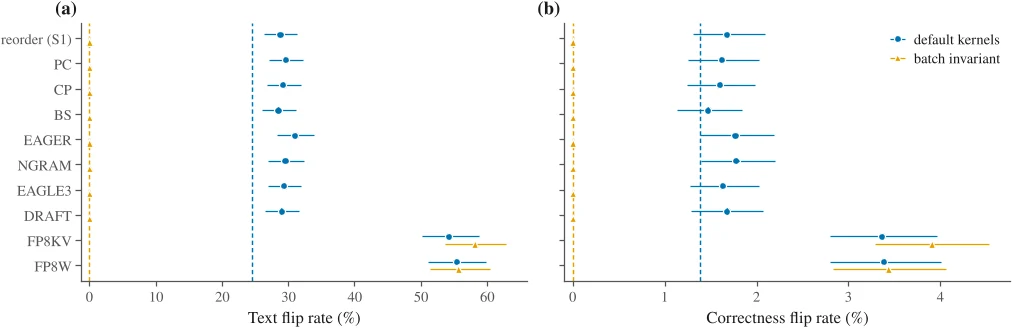 (a)
reorder (S1)
PC
CP
BS
EAGER
NGRAM
EAGLE3
DRAFT
FP8KV
FP8W
0 10 20 30 40 50 60
Text flip rate (%)
(b)
default kernels
batch invariant
0 1 2 3 4
Correctness flip rate (%)